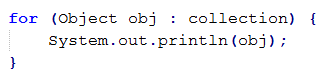 for (Object obj : collection) {
    System.out.println(obj);
}